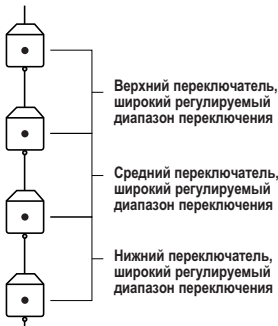 Верхний переключатель,
широкий регулируемый
диапазон переключения
Средний переключатель,
широкий регулируемый
диапазон переключения
Нижний переключатель,
широкий регулируемый
диапазон переключения